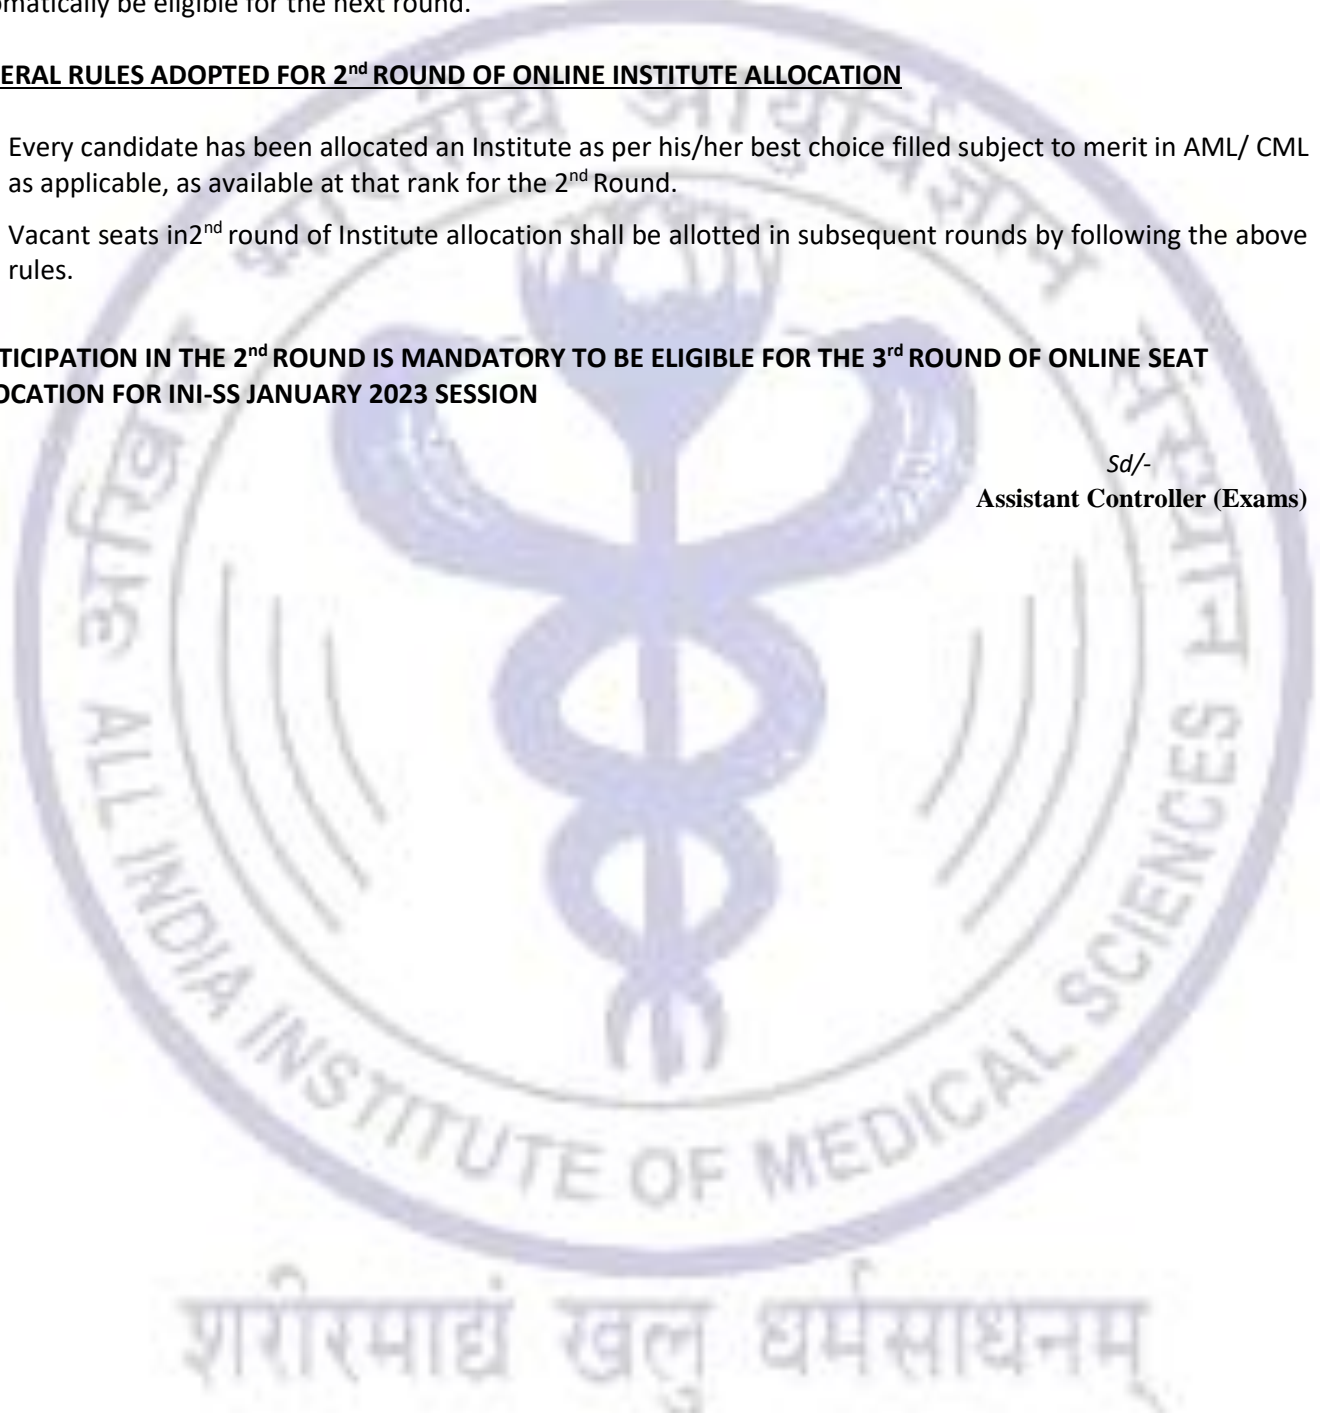 omatically be eligible for the next round.
ERAL RULES ADOPTED FOR 2nd ROUND OF ONLINE INSTITUTE ALLOCATION
Every candidate has been allocated an Institute as per his/her best choice filled subject to merit in AML/ CML
as applicable, as available at that rank for the 2nd Round.
Vacant seats in2nd round of Institute allocation shall be allotted in subsequent rounds by following the above
rules.
TICIPATION IN THE 2nd ROUND IS MANDATORY TO BE ELIGIBLE FOR THE 3rd ROUND OF ONLINE SEAT
OCATION FOR INI-SS JANUARY 2023 SESSION
Sd/-
Assistant Controller (Exams)
अखिल भारतीय आयुर्विज्ञान संस्थान
ALL INDIA INSTITUTE OF MEDICAL SCIENCES
शरीरमाद्यं खलु धर्मसाधनम्